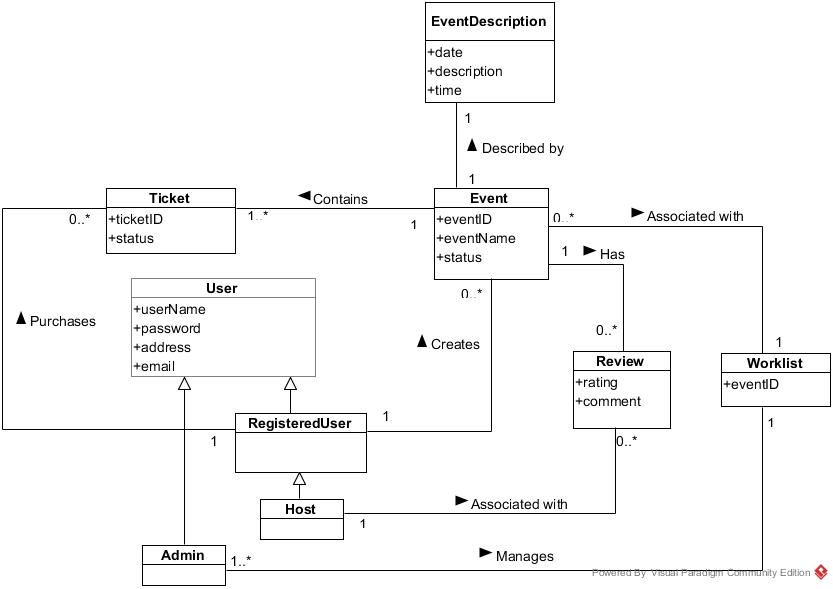 EventDescription
+date
+description
+time
1
Described by
1
Ticket
+ticketID
+status
0..*
1..*
Contains
1
Event
+eventID
+eventName
+status
0..*
Associated with
1
Has
0..*
User
+userName
+password
+address
+email
Purchases
0..*
Creates
0..*
1
Review
+rating
+comment
Worklist
+eventID
1
RegisteredUser
1
1
0..*
Host
1
Associated with
Admin
1..*
Manages
Powered By Visual Paradigm Community Edition